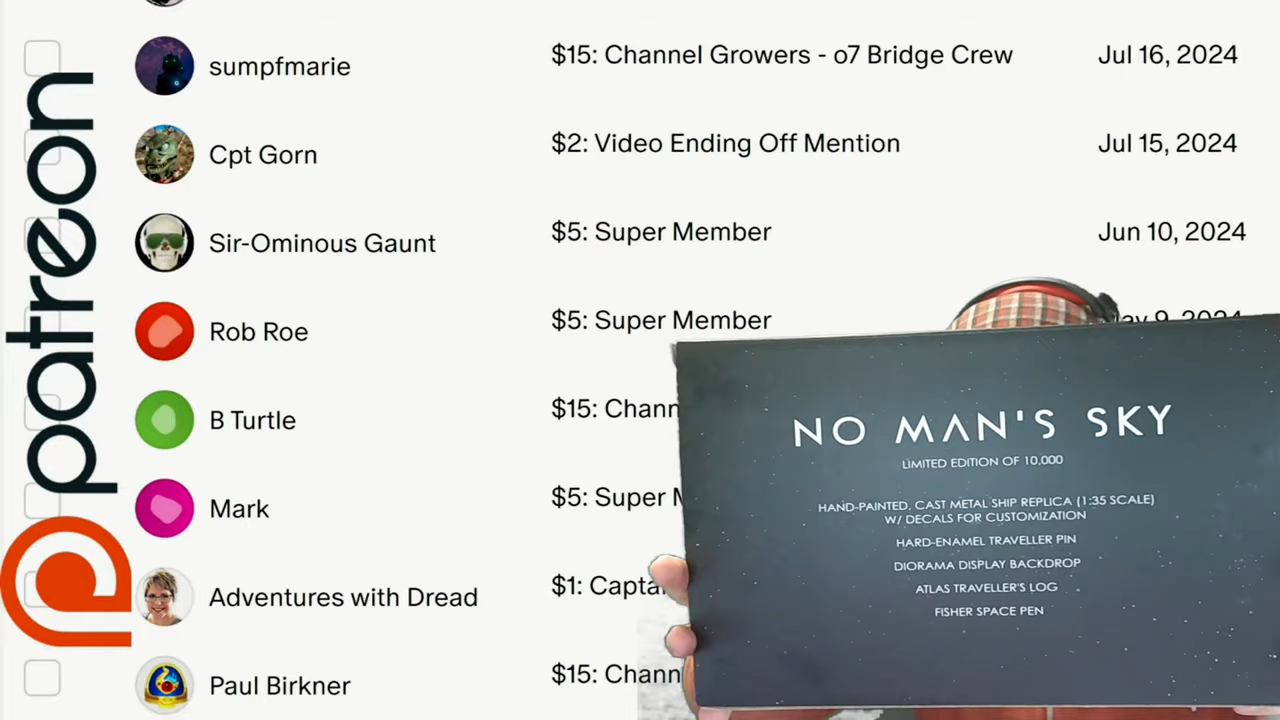 patreon
sumpfmarie $15: Channel Growers - o7 Bridge Crew Jul 16, 2024
Cpt Gorn $2: Video Ending Off Mention Jul 15, 2024
Sir-Ominous Gaunt $5: Super Member Jun 10, 2024
Rob Roe $5: Super Member 9, 2024
B Turtle $15:
Mark $5: Super
Adventures with Dread $1:
Paul Birkner $15:
NO MAN'S SKY
LIMITED EDITION OF 10,000
HAND-PAINTED, CAST METAL SHIP REPLICA (1:35 SCALE)
W/ DECALS FOR CUSTOMIZATION
HARD-ENAMEL TRAVELLER PIN
DIORAMA DISPLAY BACKDROP
ATLAS TRAVELLER'S LOG
FISHER SPACE PEN